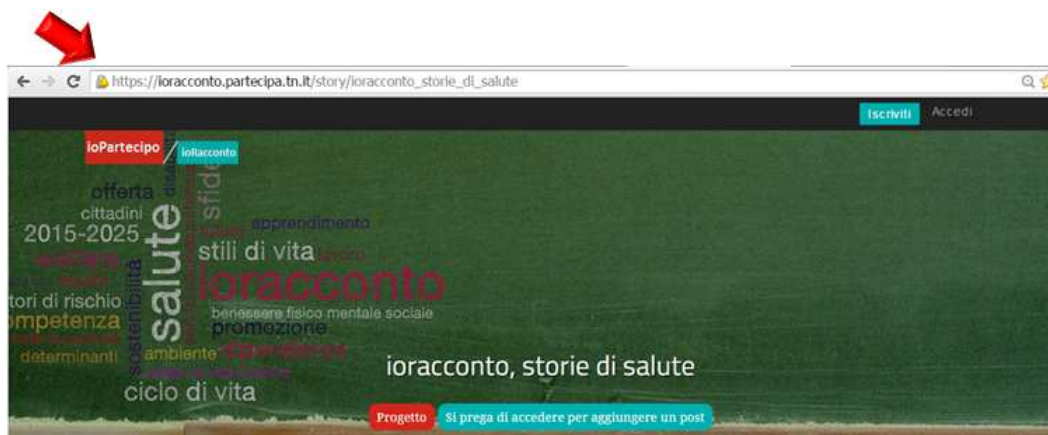 https://ioracconto.partecipa.tn.it/story/ioracconto_storie_di_salute
Iscriviti Accedi
ioPartecipo / ioRacconto
offerta
sfide
cittadini
2015-2025
salute
apprendimento
stili di vita
lavoro
ioracconto
tori di rischio
sostenibilità
benessere fisico mentale sociale
ompetenza
promozione
determinanti
ambiente
ciclo di vita
ioracconto, storie di salute
Progetto Si prega di accedere per aggiungere un post